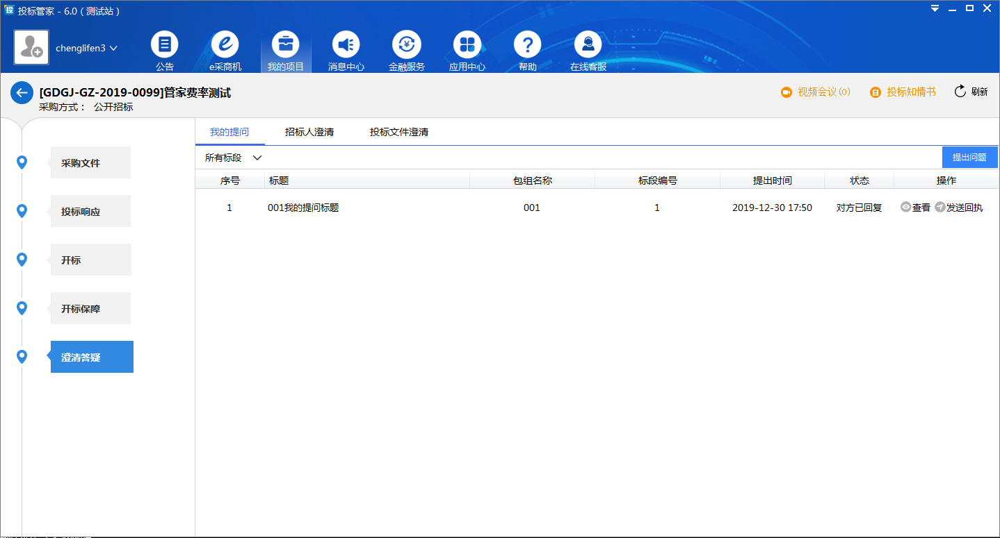 投标管家 - 6.0 ( 测试站 )
chenglifen3
公告
e采商机
我的项目
消息中心
金融服务
应用中心
帮助
在线客服
[GDGJ-GZ-2019-0099]管家费率测试
采购方式： 公开招标
视频会议(0)
投标知情书
刷新
采购文件
投标响应
开标
开标保障
澄清答疑
我的提问 招标人澄清 投标文件澄清
所有标段
提出问题
序号 标题 包组名称 标段编号 提出时间 状态 操作
1 001我的提问标题 001 1 2019-12-30 17:50 对方已回复 查看 发送回执